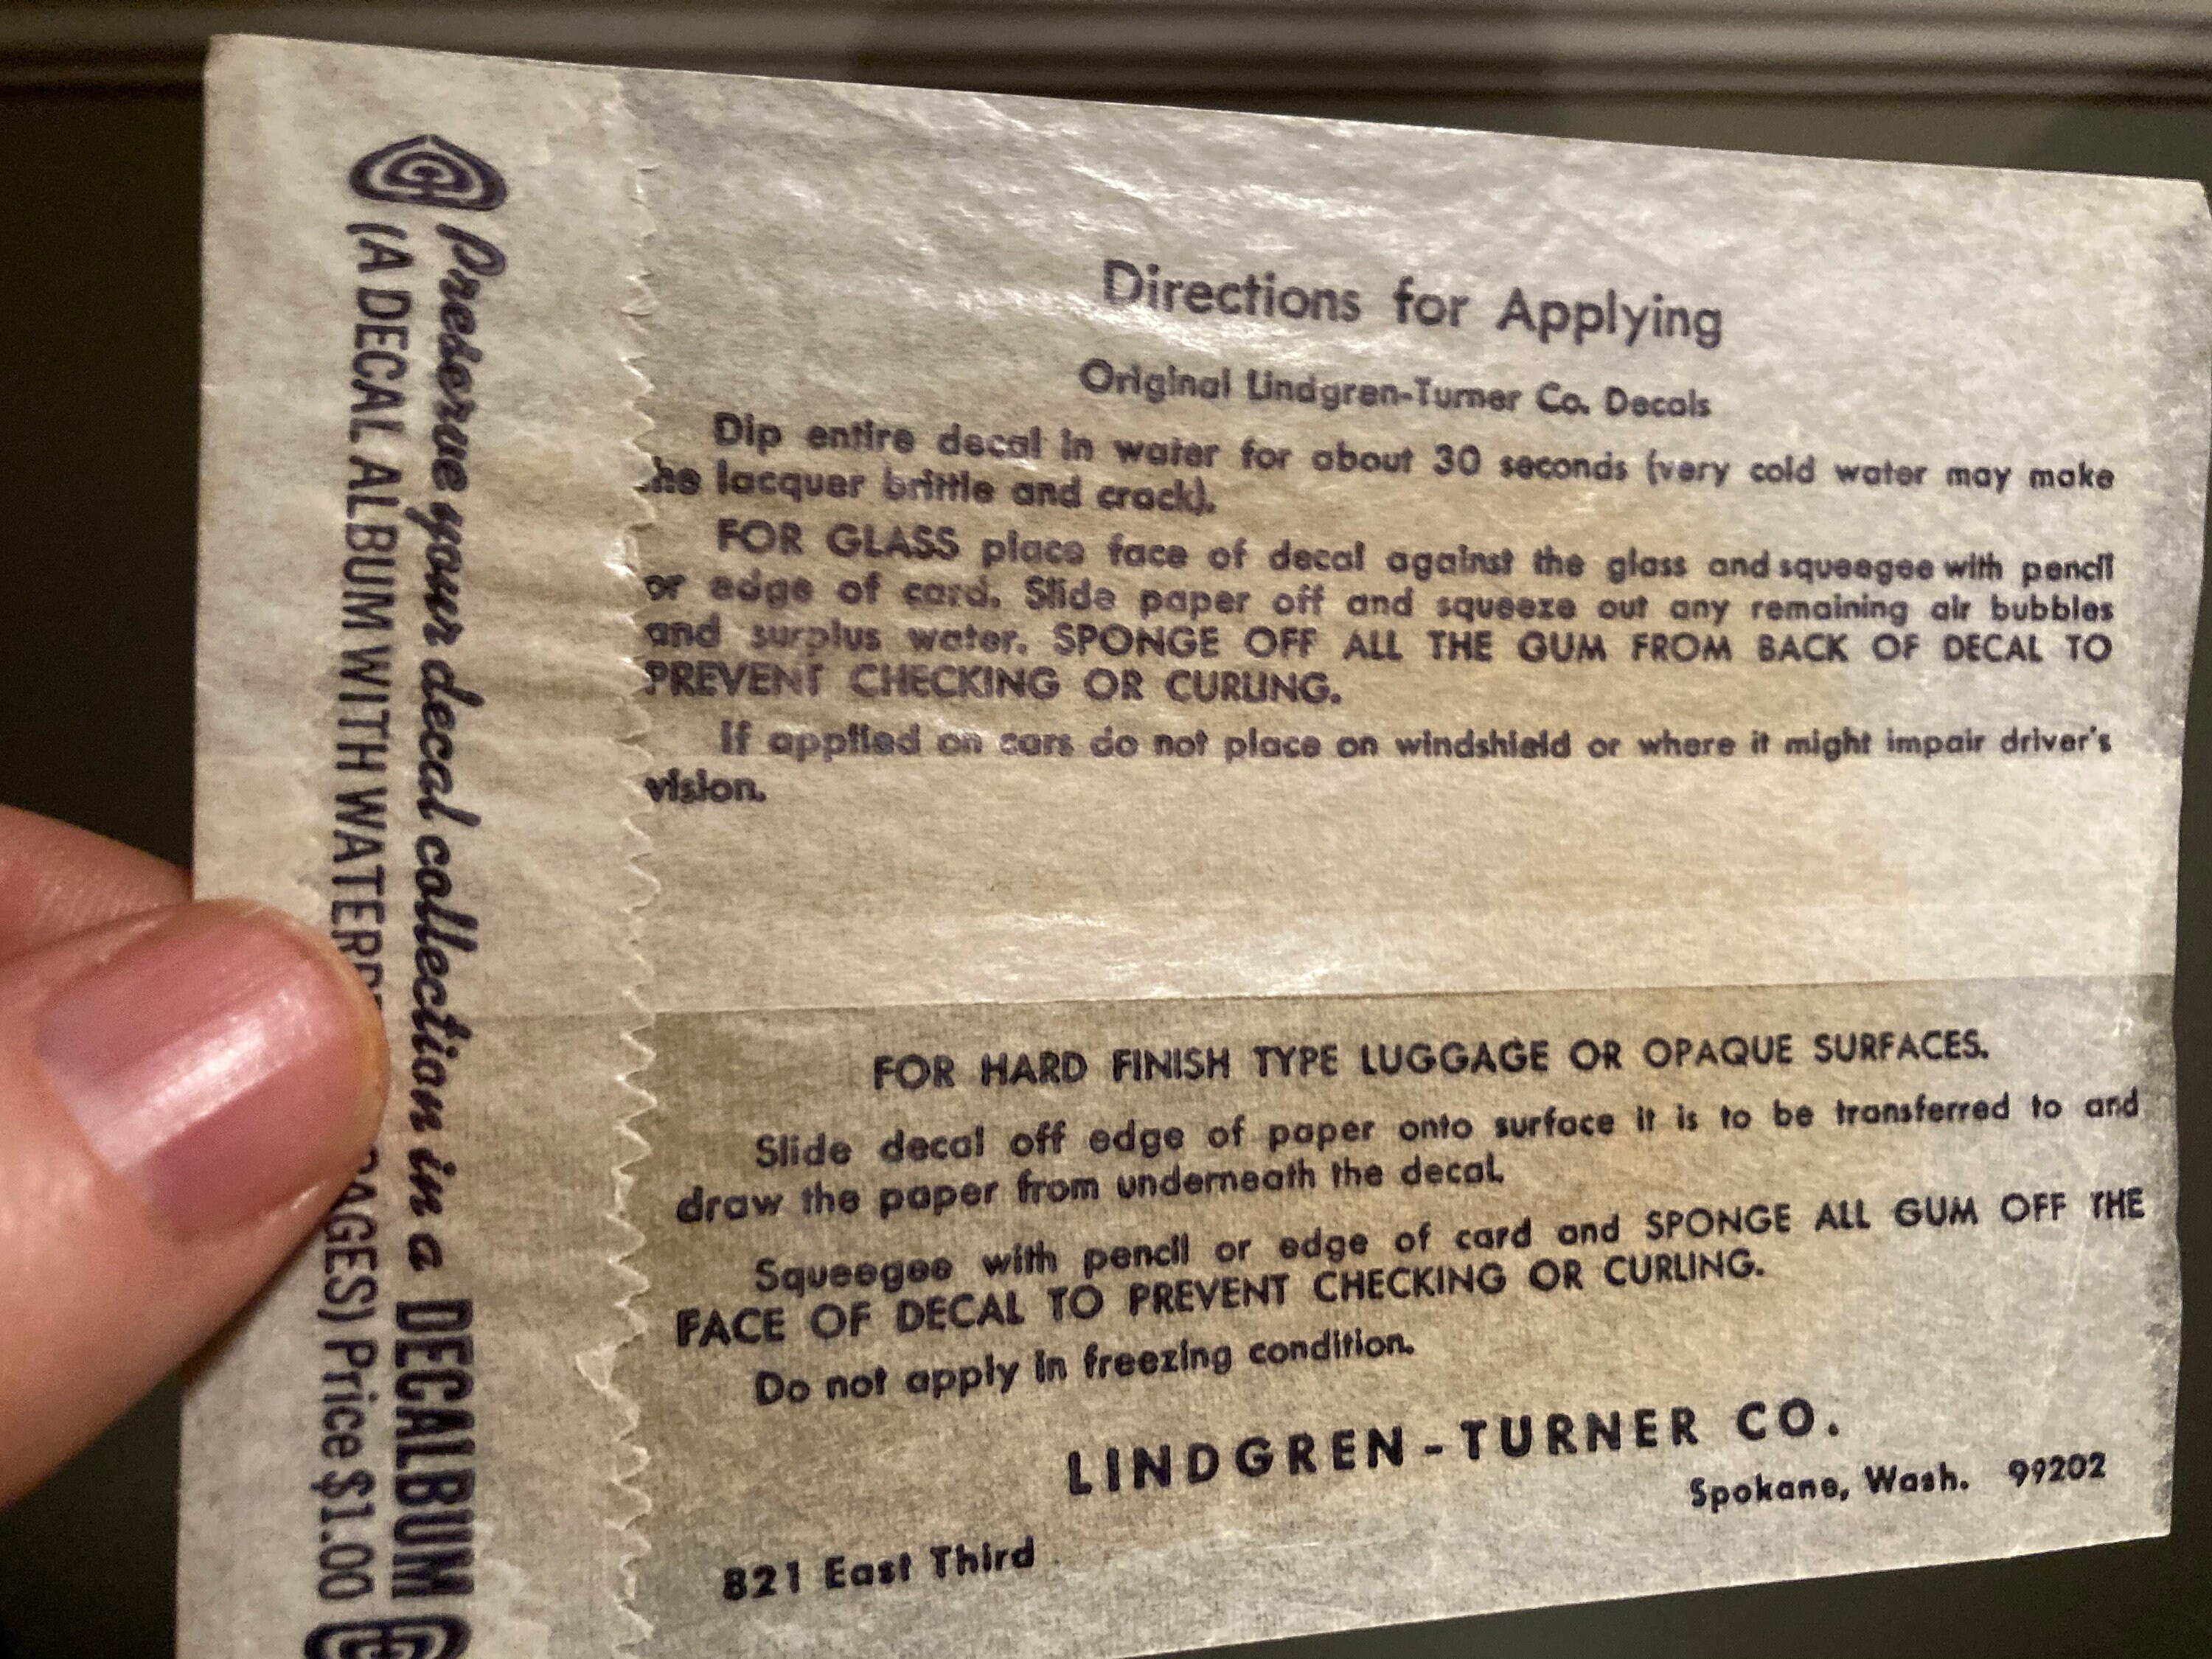 Directions for Applying
Original Lindgren-Turner Co. Decals
Dip entire decal in water for about 30 seconds (very cold water may make
he lacquer brittle and crack).
FOR GLASS place face of decal against the glass and squeegee with pencil
or edge of card. Slide paper off and squeeze out any remaining air bubbles
and surplus water. SPONGE OFF ALL THE GUM FROM BACK OF DECAL TO
PREVENT CHECKING OR CURLING.
If applied on cars do not place on windshield or where it might impair driver's
vision.
FOR HARD FINISH TYPE LUGGAGE OR OPAQUE SURFACES.
Slide decal off edge of paper onto surface it is to be transferred to and
draw the paper from underneath the decal.
Squeegee with pencil or edge of card and SPONGE ALL GUM OFF THE
FACE OF DECAL TO PREVENT CHECKING OR CURLING.
Do not apply in freezing condition.
LINDGREN-TURNER CO.
821 East Third
Spokane, Wash. 99202
Preserve your decal collection in a DECALBUM
(A DECAL ALBUM WITH Price $1.00